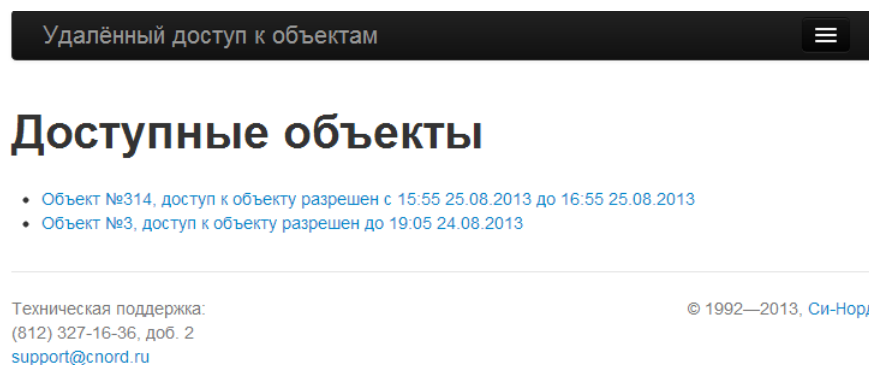 Удалённый доступ к объектам
Доступные объекты
Объект №314, доступ к объекту разрешен с 15:55 25.08.2013 до 16:55 25.08.2013
Объект №3, доступ к объекту разрешен до 19:05 24.08.2013
Техническая поддержка:
© 1992—2013, Си-Норд
(812) 327-16-36, доб. 2
support@cnord.ru